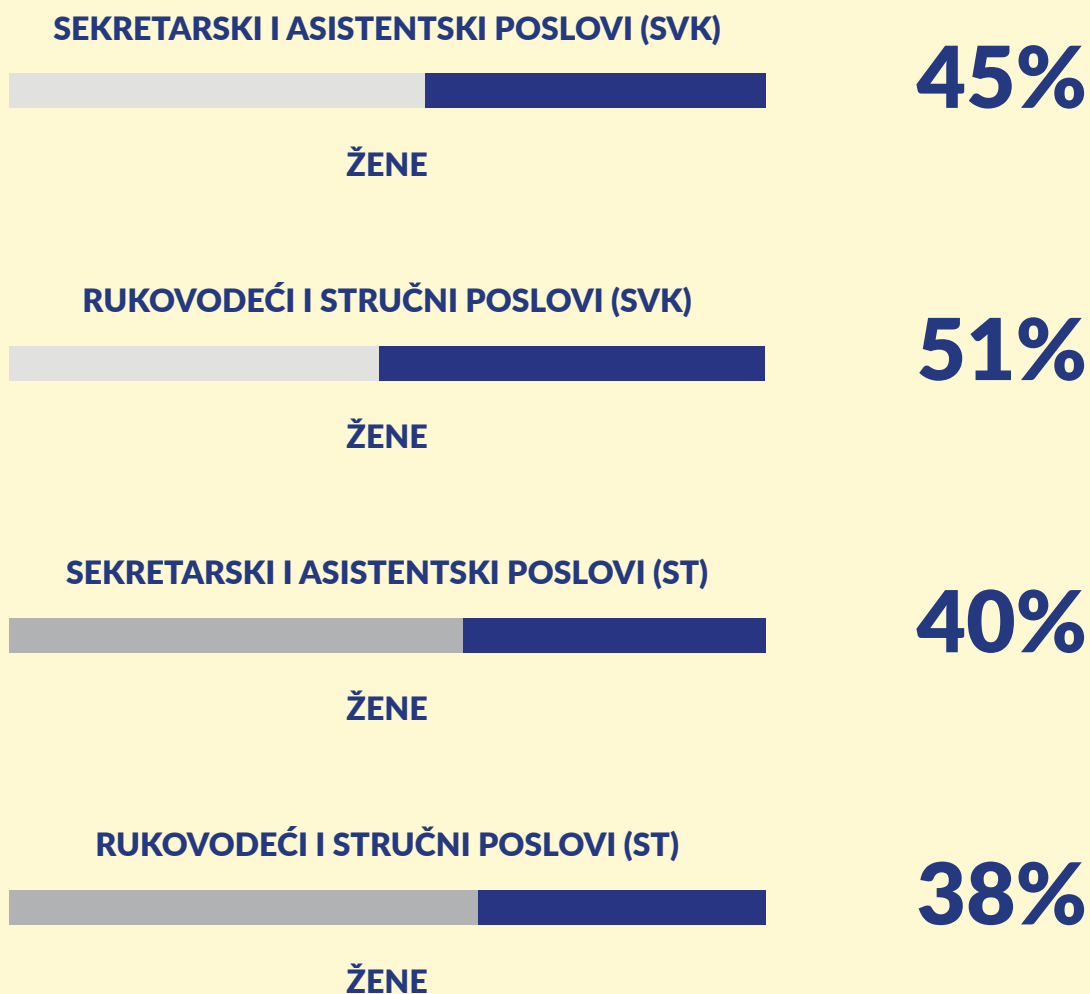 SEKRETARSKI I ASISTENTSKI POSLOVI (SVK)
45%
ŽENE
RUKOVODEĆI I STRUČNI POSLOVI (SVK)
51%
ŽENE
SEKRETARSKI I ASISTENTSKI POSLOVI (ST)
40%
ŽENE
RUKOVODEĆI I STRUČNI POSLOVI (ST)
38%
ŽENE